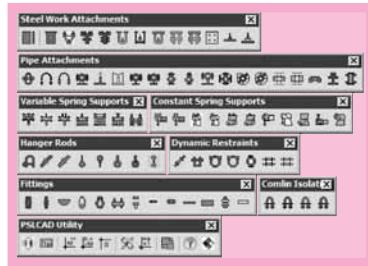 Steel Work Attachments
Pipe Attachments
Variable Spring Supports
Constant Spring Supports
Hanger Rods
Dynamic Restraints
Fittings
Comlin Isolat
PSLCAD Utility